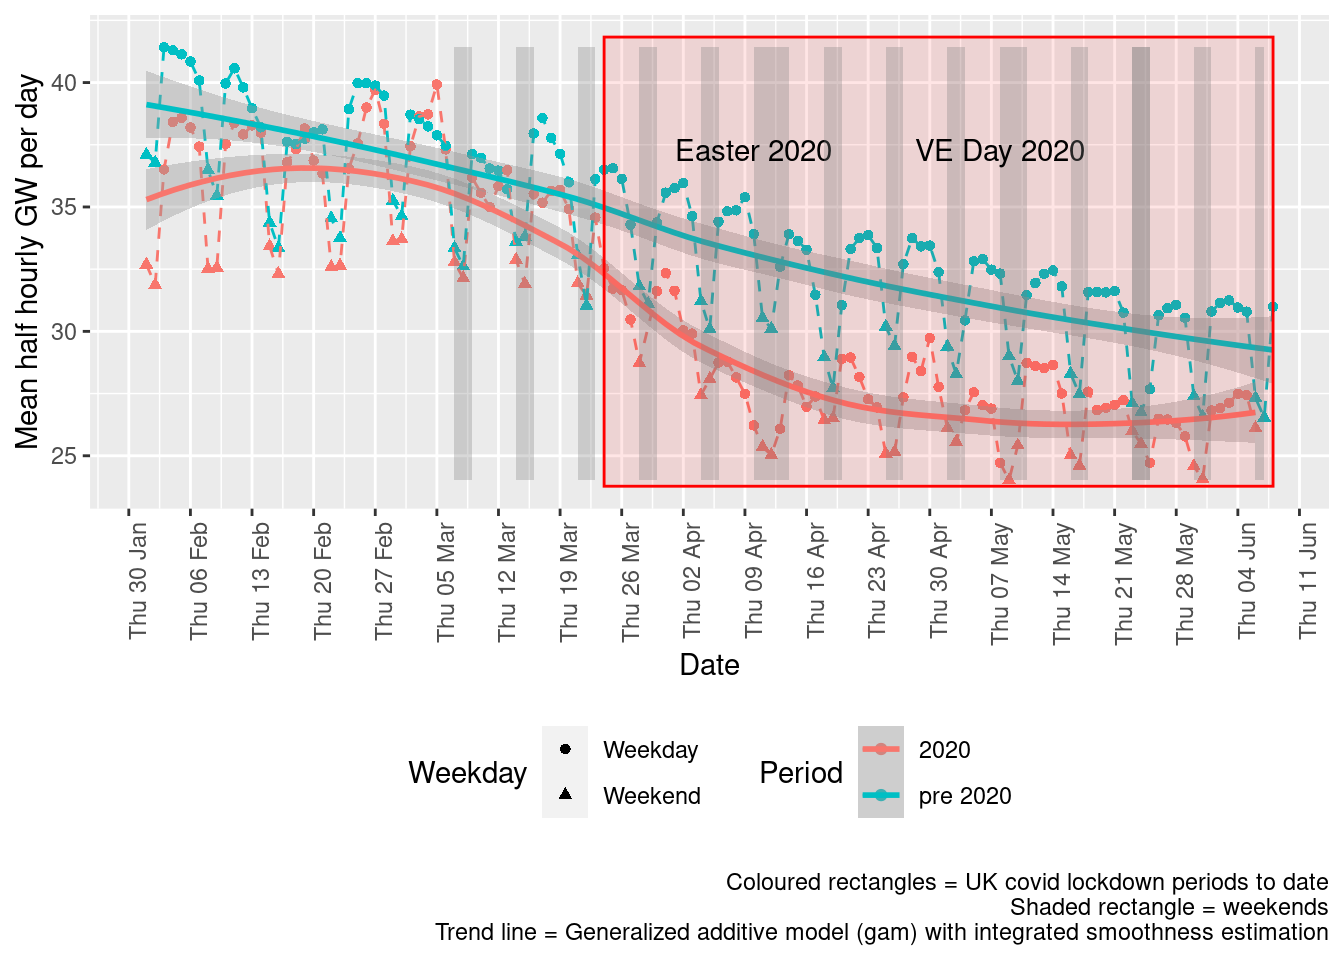 Mean half hourly GW per day
40
35
30
25
Easter 2020
VE Day 2020
Thu 30 Jan
Thu 06 Feb
Thu 13 Feb
Thu 20 Feb
Thu 27 Feb
Thu 05 Mar
Thu 12 Mar
Thu 19 Mar
Thu 26 Mar
Thu 02 Apr
Thu 09 Apr
Thu 16 Apr
Thu 23 Apr
Thu 30 Apr
Thu 07 May
Thu 14 May
Thu 21 May
Thu 28 May
Thu 04 Jun
Thu 11 Jun
Date
Weekday
Weekday
Weekend
Period
2020
pre 2020
Coloured rectangles = UK covid lockdown periods to date
Shaded rectangle = weekends
Trend line = Generalized additive model (gam) with integrated smoothness estimation